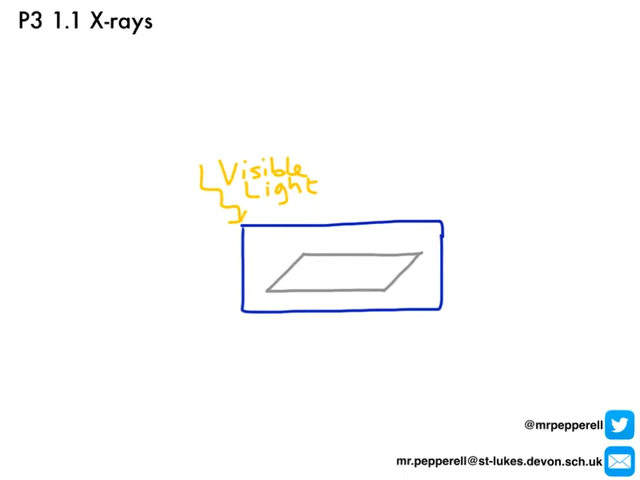 P3 1.1 X-rays
Visible
Light
@mrpepperell
mr.pepperell@st-lukes.devon.sch.uk